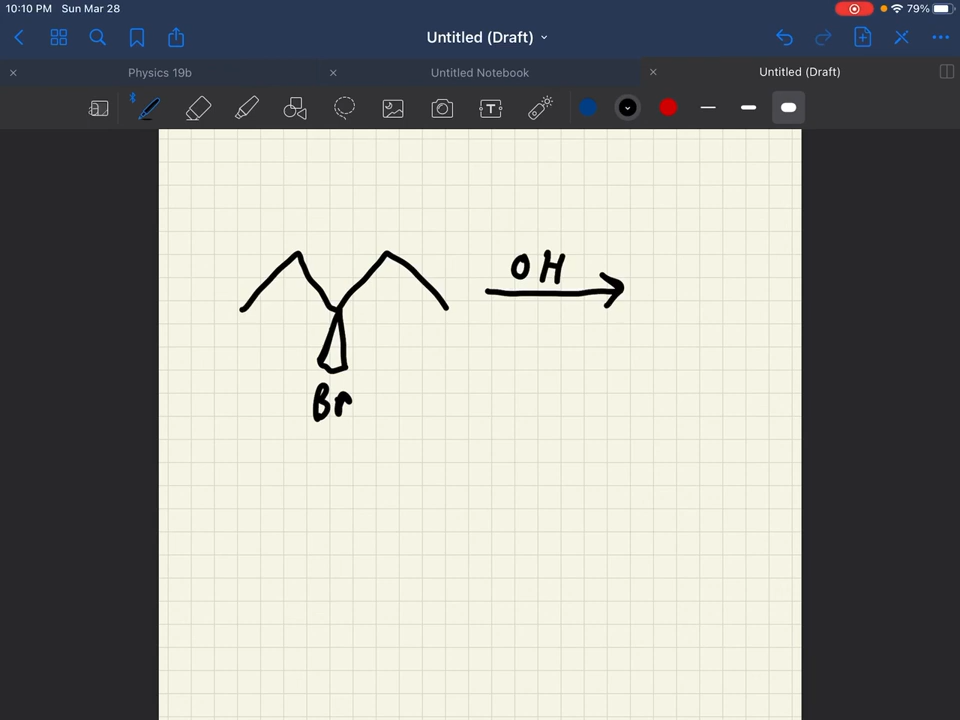 10:10 PM Sun Mar 28
79%
Untitled (Draft)
Physics 19b
Untitled Notebook
Untitled (Draft)
T
OH
Br